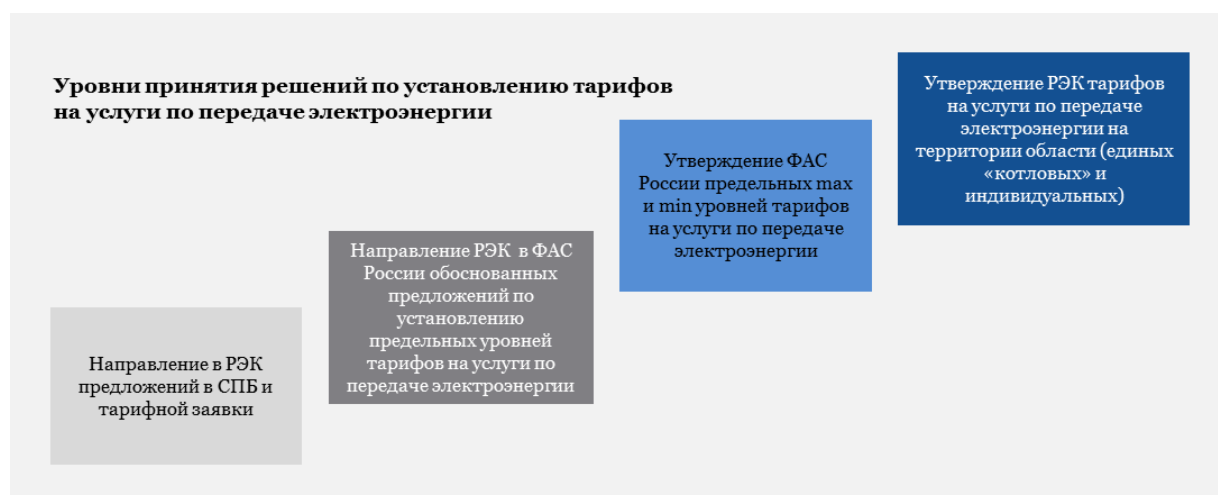 Уровни принятия решений по установлению тарифов
на услуги по передаче электроэнергии
Направление в РЭК
предложений в СПБ и
тарифной заявки
Направление РЭК в ФАС
России обоснованных
предложений по
установлению
предельных уровней
тарифов на услуги по
передаче электроэнергии
Утверждение ФАС
России предельных max
и min уровней тарифов
на услуги по передаче
электроэнергии
Утверждение РЭК тарифов
на услуги по передаче
электроэнергии на
территории области (единых
«котловых» и
индивидуальных)